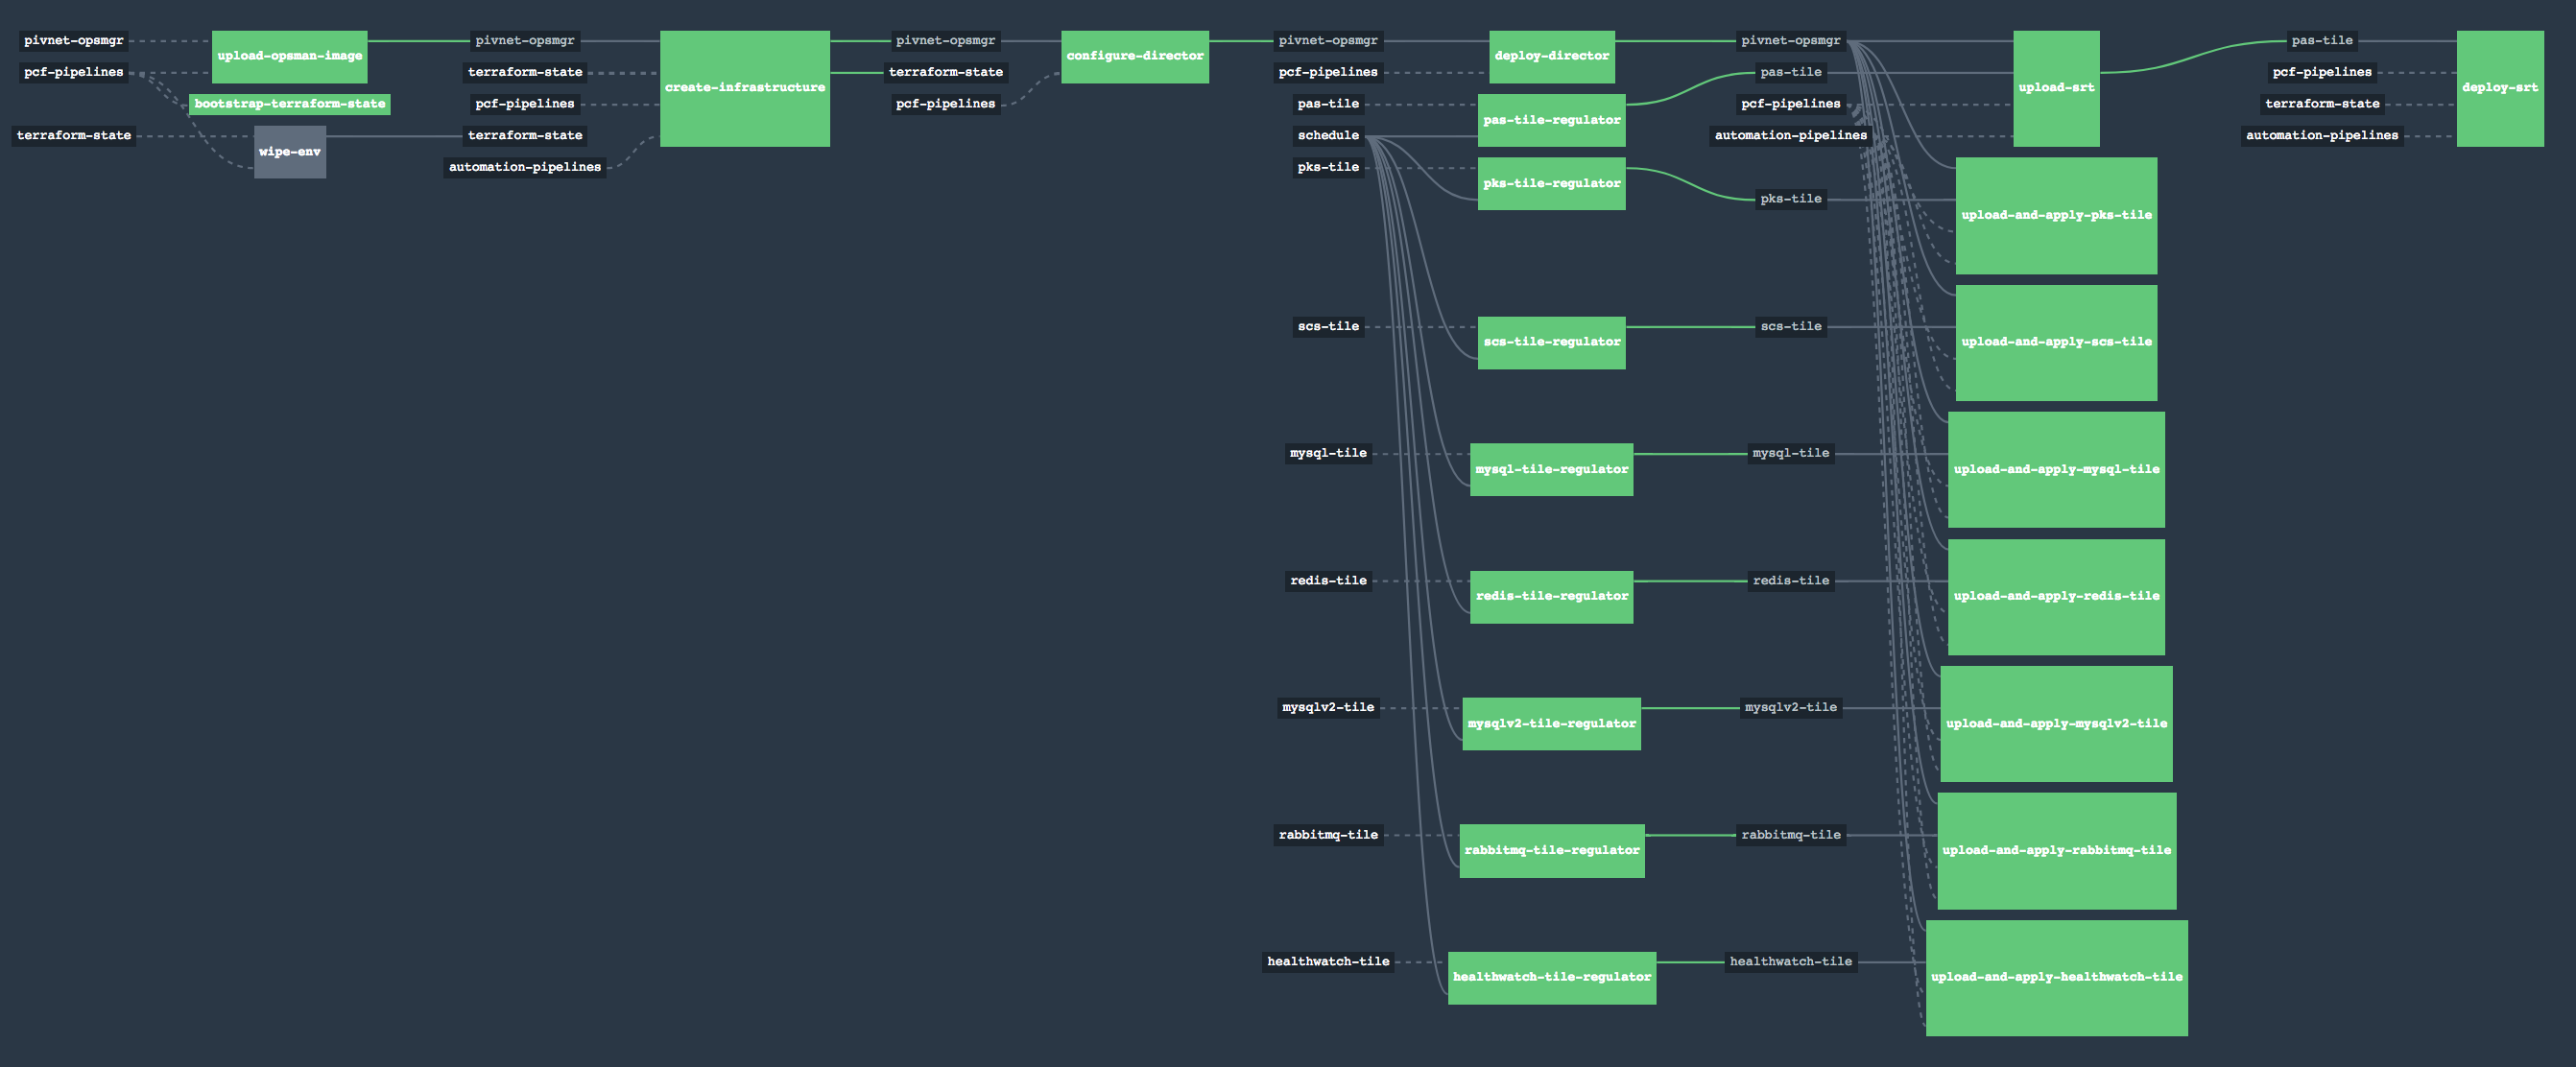 pivnet-opsmgr
pcf-pipelines
terraform-state
upload-opsman-image
bootstrap-terraform-state
wipe-env
pivnet-opsmgr
terraform-state
pcf-pipelines
terraform-state
automation-pipelines
create-infrastructure
pivnet-opsmgr
terraform-state
pcf-pipelines
configure-director
pivnet-opsmgr
pcf-pipelines
pas-tile
schedule
pks-tile
scs-tile
mysql-tile
redis-tile
mysqlv2-tile
rabbitmq-tile
healthwatch-tile
deploy-director
pas-tile-regulator
pks-tile-regulator
scs-tile-regulator
mysql-tile-regulator
redis-tile-regulator
mysqlv2-tile-regulator
rabbitmq-tile-regulator
healthwatch-tile-regulator
pivnet-opsmgr
pas-tile
pcf-pipelines
automation-pipelines
pks-tile
scs-tile
mysql-tile
redis-tile
mysqlv2-tile
rabbitmq-tile
healthwatch-tile
upload-srt
upload-and-apply-pks-tile
upload-and-apply-scs-tile
upload-and-apply-mysql-tile
upload-and-apply-redis-tile
upload-and-apply-mysqlv2-tile
upload-and-apply-rabbitmq-tile
upload-and-apply-healthwatch-tile
pas-tile
pcf-pipelines
terraform-state
automation-pipelines
deploy-srt